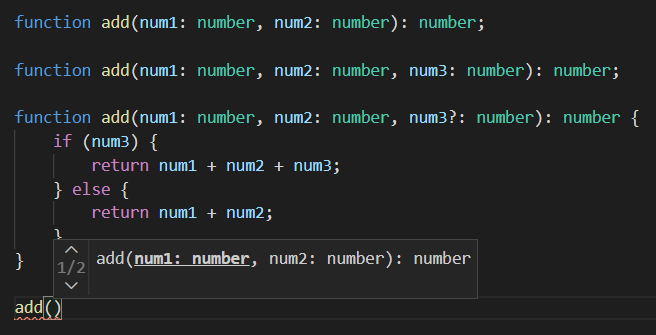 function add(num1: number, num2: number): number;
function add(num1: number, num2: number, num3: number): number;
function add(num1: number, num2: number, num3?: number): number {
if (num3) {
return num1 + num2 + num3;
} else {
return num1 + num2;
}
}
1/2 add(num1: number, num2: number): number
add()